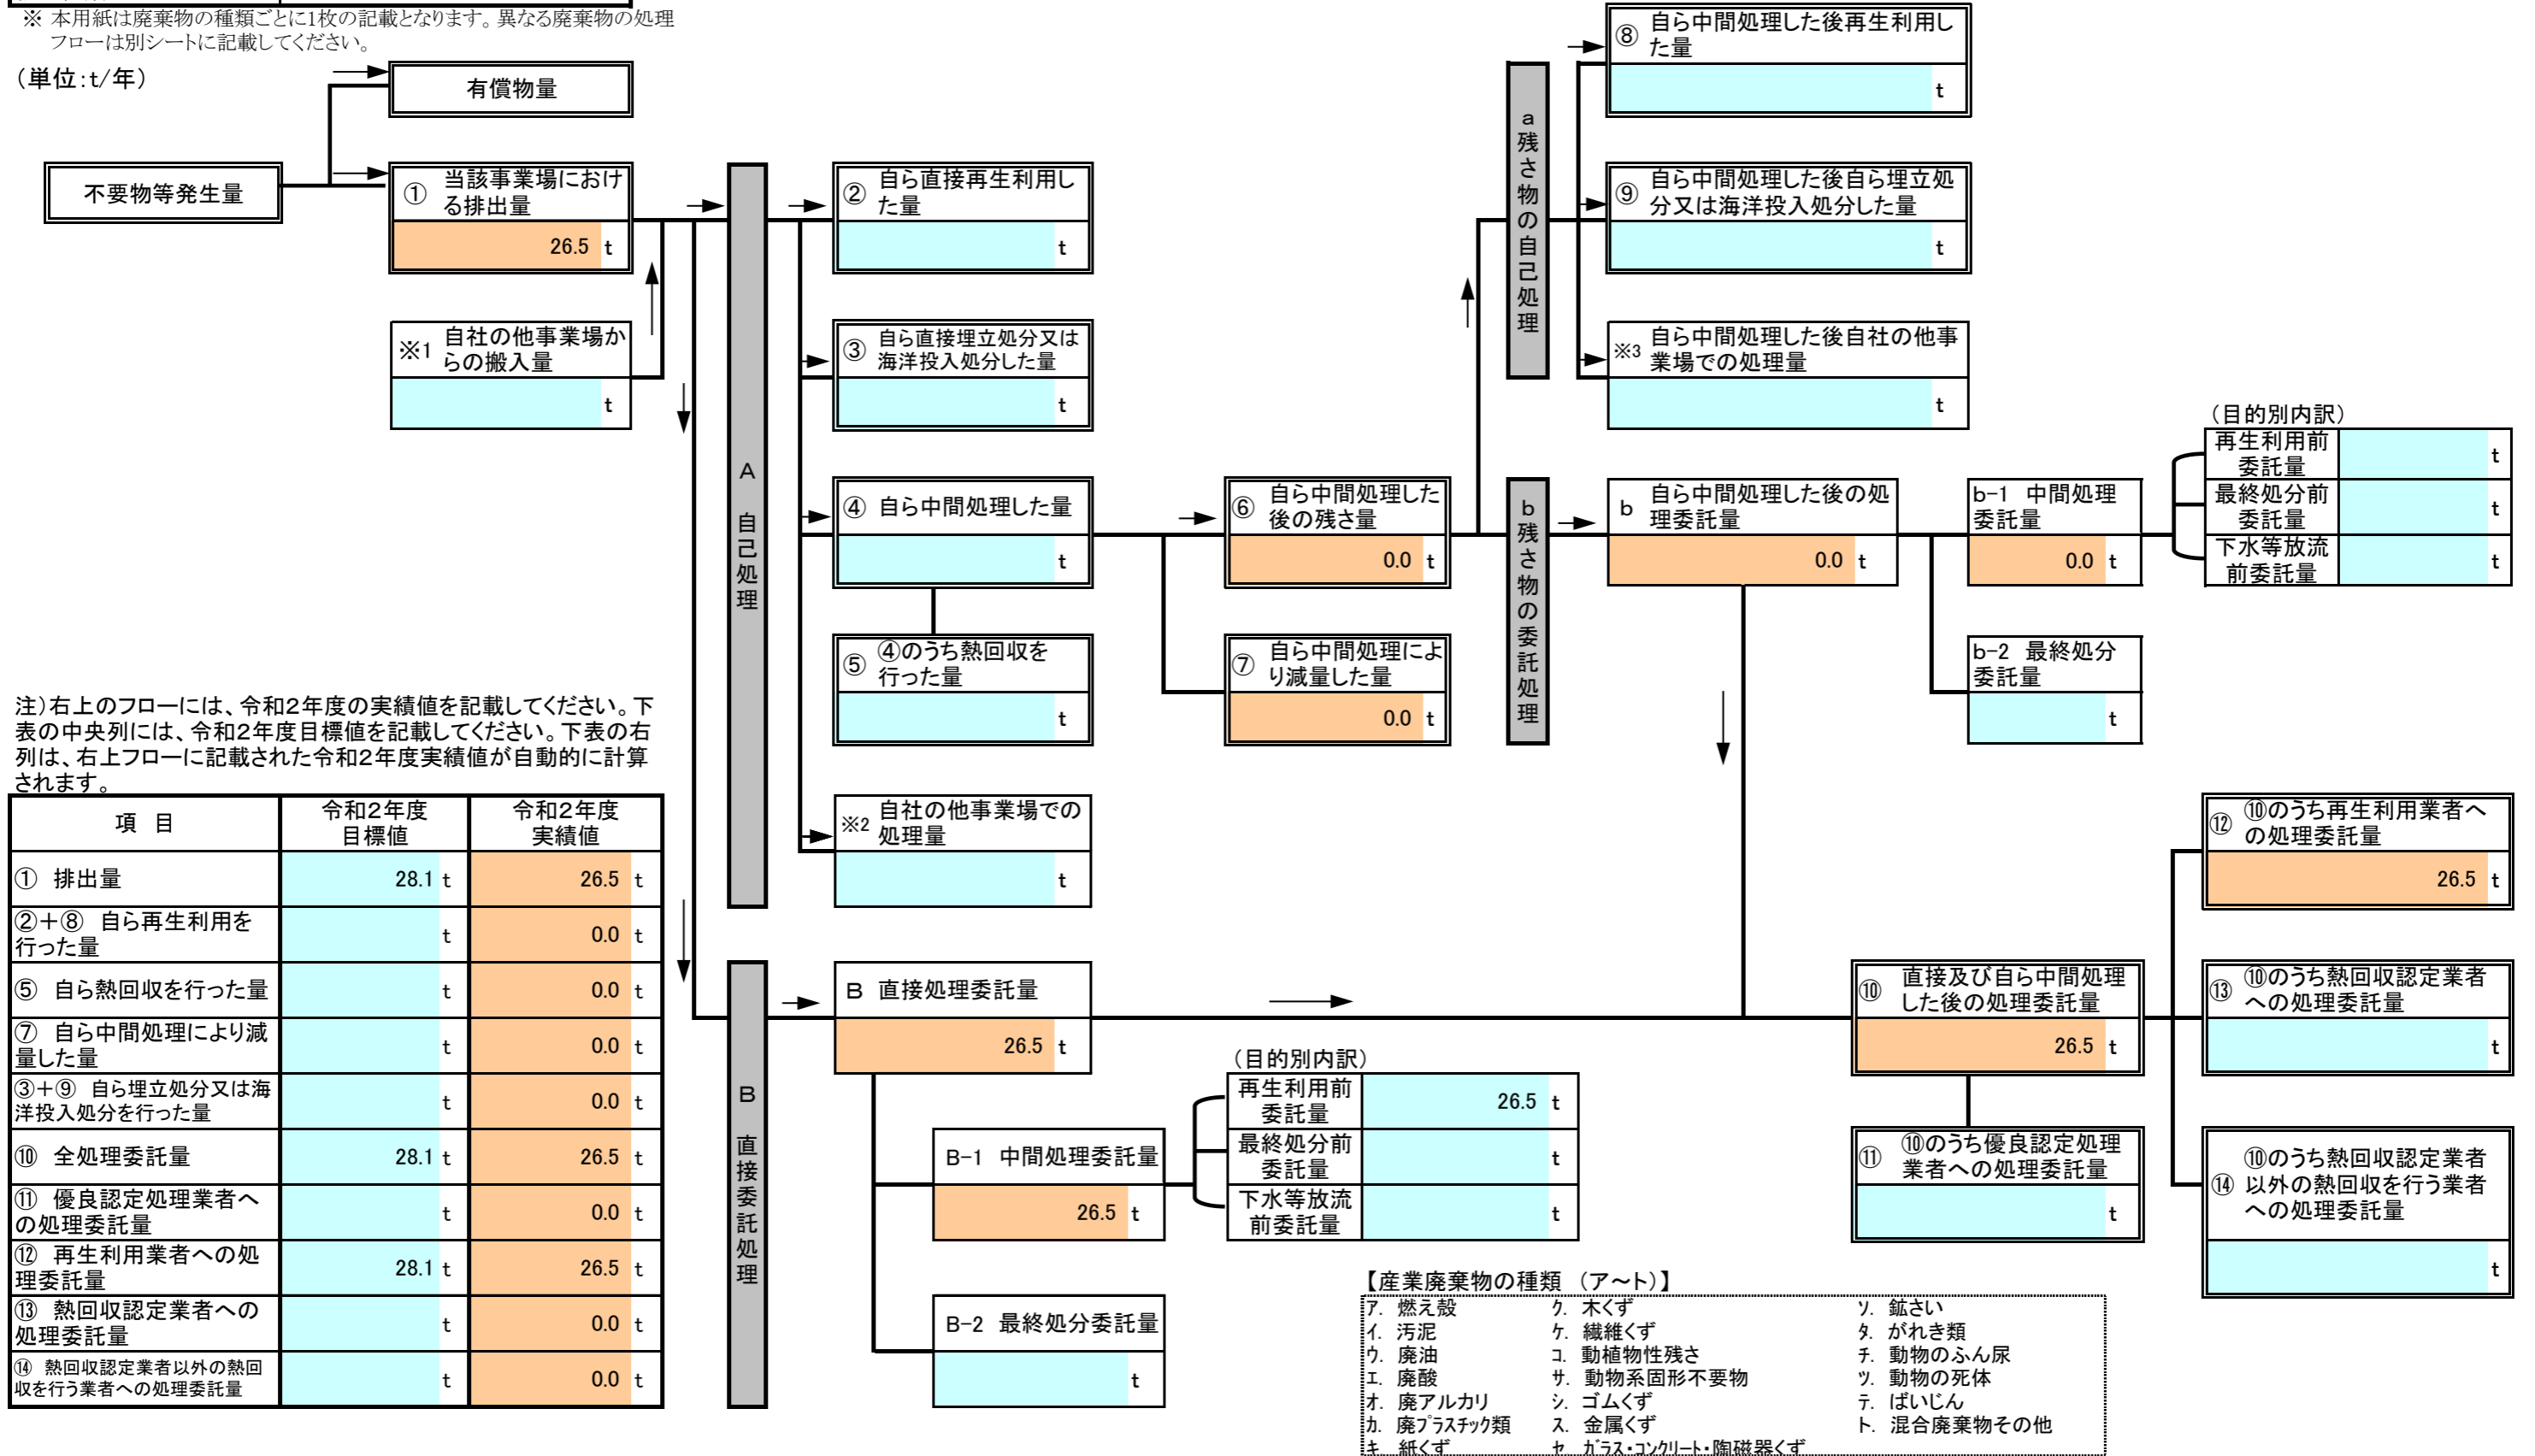 ※ 本用紙は廃棄物の種類ごとに1枚の記載となります。異なる廃棄物の処理
フローは別シートに記載してください。
（単位：t/年）
有償物量
不要物等発生量
① 当該事業場におけ
る排出量
26.5 t
※1 自社の他事業場か
らの搬入量
t
A 自己処理
② 自ら直接再生利用し
た量
t
③ 自ら直接埋立処分又は
海洋投入処分した量
t
④ 自ら中間処理した量
t
⑤ ④のうち熱回収を
行った量
t
※2 自社の他事業場での
処理量
t
⑥ 自ら中間処理した
後の残さ量
0.0 t
⑦ 自ら中間処理によ
り減量した量
0.0 t
a 残さ物の自己処理
⑧ 自ら中間処理した後再生利用し
た量
t
⑨ 自ら中間処理した後自ら埋立処
分又は海洋投入処分した量
t
※3 自ら中間処理した後自社の他事
業場での処理量
t
b 残さ物の委託処理
b 自ら中間処理した後の処
理委託量
0.0 t
b-1 中間処理
委託量
0.0 t
b-2 最終処分
委託量
t
（目的別内訳）
再生利用前
委託量
t
最終処分前
委託量
t
下水等放流
前委託量
t
注）右上のフローには、令和２年度の実績値を記載してください。下
表の中央列には、令和２年度目標値を記載してください。下表の右
列は、右上フローに記載された令和２年度実績値が自動的に計算
されます。
項 目
令和２年度
目標値
令和２年度
実績値
① 排出量 28.1 t 26.5 t
②＋⑧ 自ら再生利用を
行った量
t 0.0 t
⑤ 自ら熱回収を行った量 t 0.0 t
⑦ 自ら中間処理により減
量した量
t 0.0 t
③＋⑨ 自ら埋立処分又は海
洋投入処分を行った量
t 0.0 t
⑩ 全処理委託量 28.1 t 26.5 t
⑪ 優良認定処理業者へ
の処理委託量
t 0.0 t
⑫ 再生利用業者への処
理委託量
28.1 t 26.5 t
⑬ 熱回収認定業者への
処理委託量
t 0.0 t
⑭ 熱回収認定業者以外の熱回
収を行う業者への処理委託量
t 0.0 t
B 直接委託処理
B 直接処理委託量
26.5 t
B-1 中間処理委託量
26.5 t
B-2 最終処分委託量
t
（目的別内訳）
再生利用前
委託量
26.5 t
最終処分前
委託量
t
下水等放流
前委託量
t
⑩ 直接及び自ら中間処理
した後の処理委託量
26.5 t
⑪ ⑩のうち優良認定処理
業者への処理委託量
t
⑫ ⑩のうち再生利用業者へ
の処理委託量
26.5 t
⑬ ⑩のうち熱回収認定業者
への処理委託量
t
⑭ ⑩のうち熱回収認定業者
以外の熱回収を行う業者
への処理委託量
t
【産業廃棄物の種類 （ア～ト）】
ア. 燃え殻 ク. 木くず ソ. 鉱さい
イ. 汚泥 ケ. 繊維くず タ. がれき類
ウ. 廃油 コ. 動植物性残さ チ. 動物のふん尿
エ. 廃酸 サ. 動物系固形不要物 ツ. 動物の死体
オ. 廃アルカリ シ. ゴムくず テ. ばいじん
カ. 廃プラスチック類 ス. 金属くず ト. 混合廃棄物その他
キ. 紙くず セ. ガラス・コンクリート・陶磁器くず